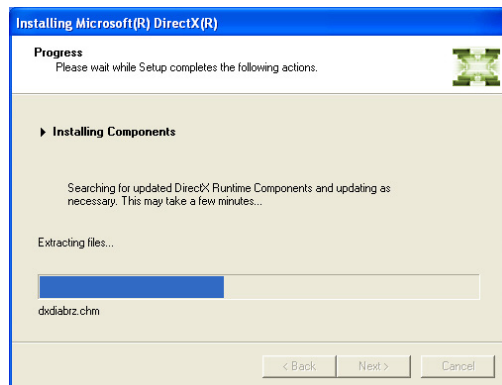 Installing Microsoft(R) DirectX(R)
Progress
Please wait while Setup completes the following actions.
Installing Components
Searching for updated DirectX Runtime Components and updating as
necessary. This may take a few minutes...
Extracting files...
dxdiabrz.chm
< Back Next > Cancel